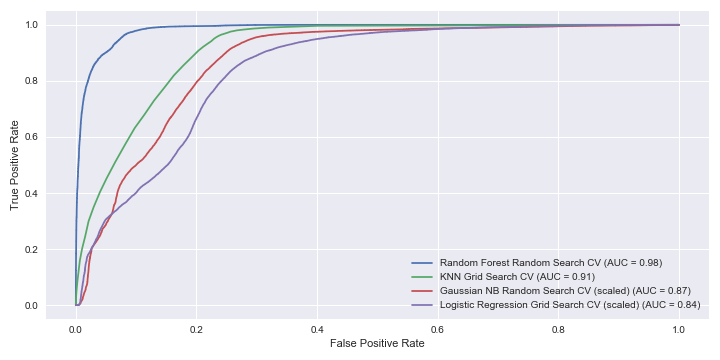 1.0
0.8
0.6
0.4
0.2
0.0
True Positive Rate
Random Forest Random Search CV (AUC = 0.98)
KNN Grid Search CV (AUC = 0.91)
Gaussian NB Random Search CV (scaled) (AUC = 0.87)
Logistic Regression Grid Search CV (scaled) (AUC = 0.84)
0.0 0.2 0.4 0.6 0.8 1.0
False Positive Rate